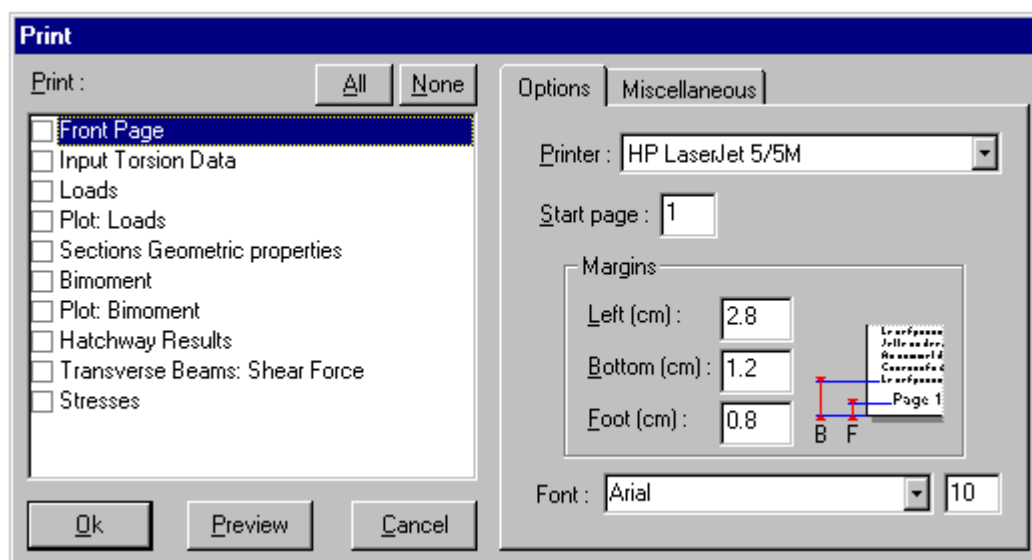 Print
Print :
All
None
Front Page
Input Torsion Data
Loads
Plot: Loads
Sections Geometric properties
Bimoment
Plot: Bimoment
Hatchway Results
Transverse Beams: Shear Force
Stresses
Ok
Preview
Cancel
Options
Miscellaneous
Printer : HP LaserJet 5/5M
Start page : 1
Margins
Left (cm) : 2.8
Bottom (cm) : 1.2
Foot (cm) : 0.8
Page 1
B F
Font : Arial 10